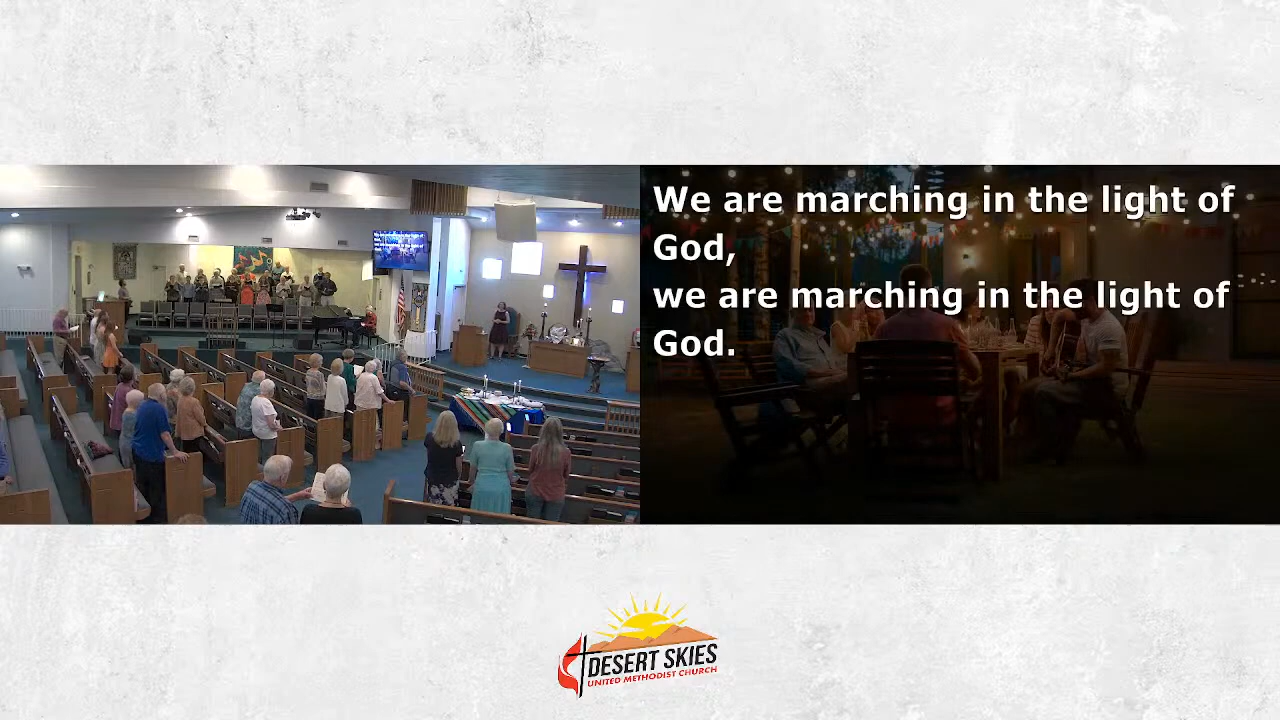 We are marching in the light of
God,
we are marching in the light of
God.
DESERT SKIES
UNITED METHODIST CHURCH